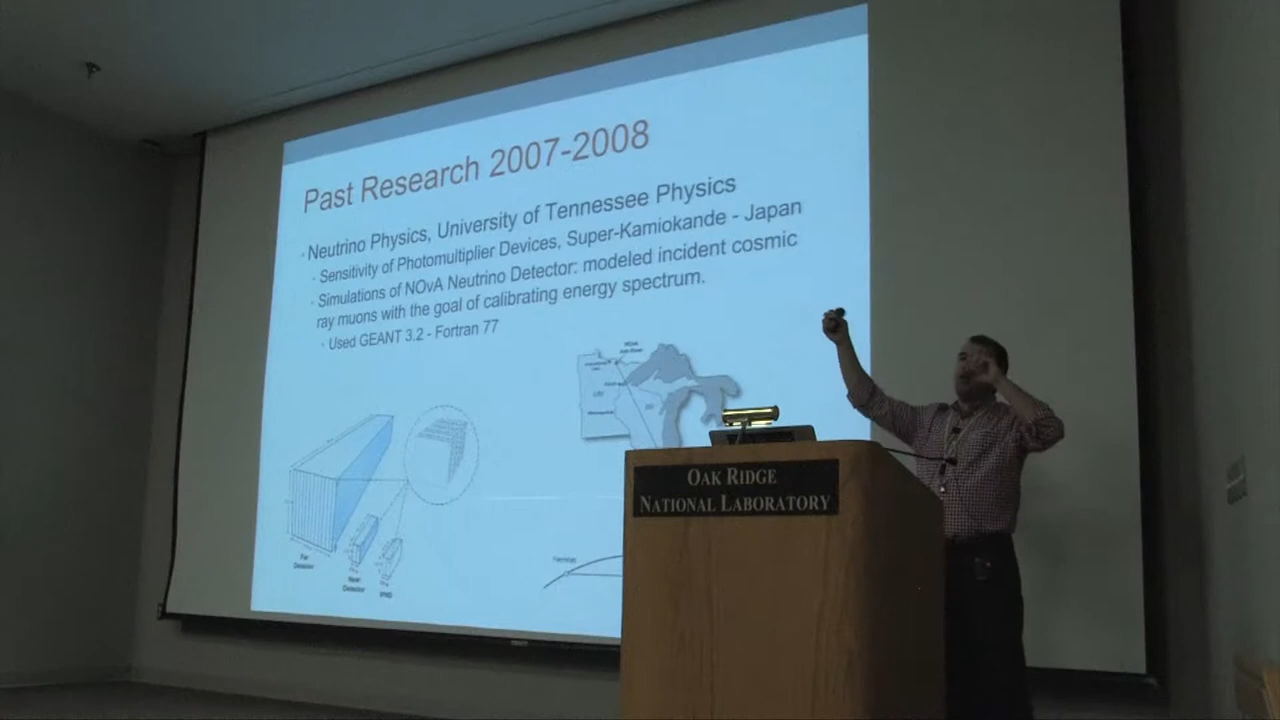 Past Research 2007-2008
Neutrino Physics, University of Tennessee Physics
Sensitivity of Photomultiplier Devices, Super-Kamiokande - Japan
Simulations of NOvA Neutrino Detector: modeled incident cosmic
ray muons with the goal of calibrating energy spectrum.
Used GEANT 3.2 - Fortran 77
Far
Detector
Near
Detector
IPND
Fermilab
OAK RIDGE
NATIONAL LABORATORY